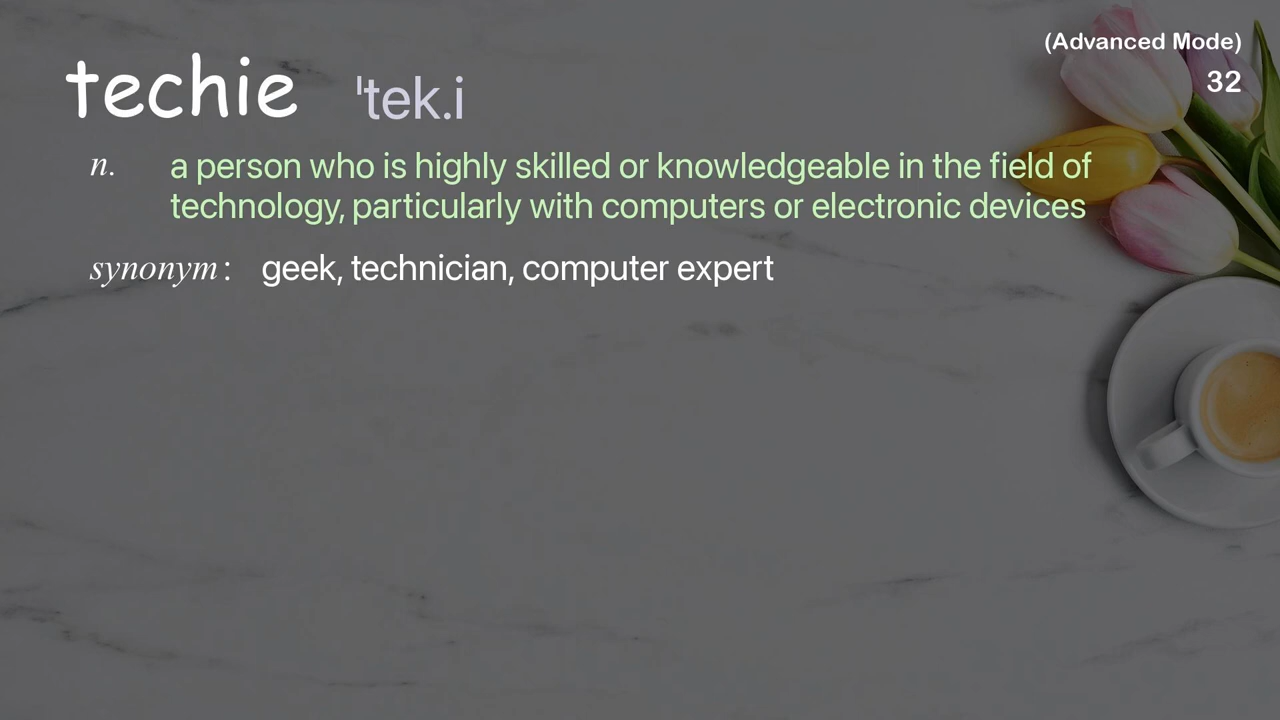 (Advanced Mode)
32
techie ˈtek.i
n. a person who is highly skilled or knowledgeable in the field of
technology, particularly with computers or electronic devices
synonym: geek, technician, computer expert